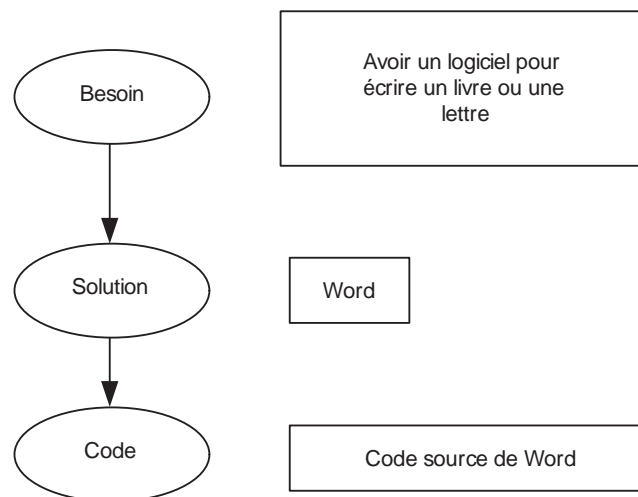 Besoin
Avoir un logiciel pour
écrire un livre ou une
lettre
Solution
Word
Code
Code source de Word